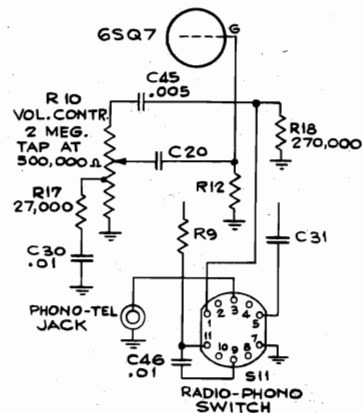 6SQ7
G
C45
.005
R10
VOL.CONTR.
2 MEG.
TAP AT
500,000Ω
C20
R18
270,000
R17
27,000
R12
C30
.01
R9
C31
PHONO-TEL
JACK
1
2
3
4
5
11
10
9
8
7
C46
.01
S11
RADIO-PHONO
SWITCH